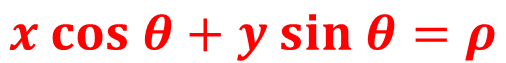 x cos θ + y sin θ = ρ